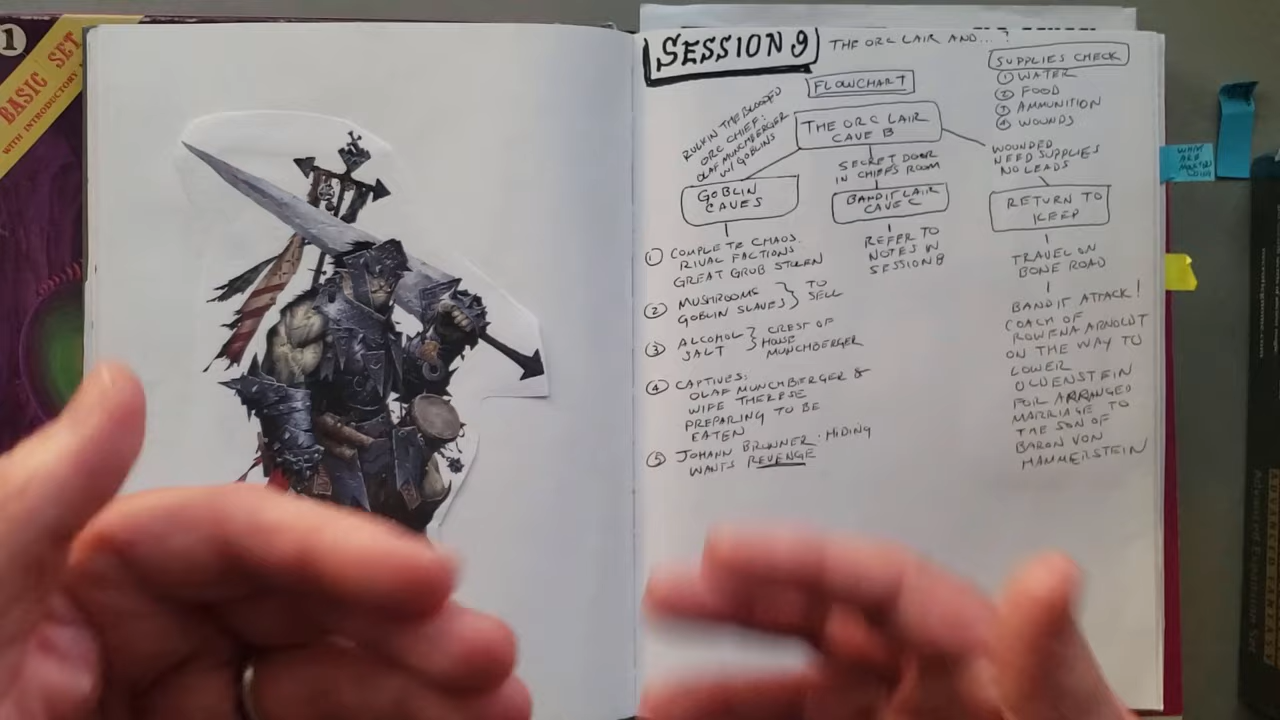 1
BASIC SET
WITH INTRODUCTORY
SESSION 9
THE ORC LAIR AND...?
SUPPLIES CHECK
① WATER
② FOOD
③ AMMUNITION
④ WOUNDS
FLOWCHART
THE ORC LAIR
CAVE B
THE BLOODED
ORC CHIEF:
OLAF MUNCHBERGER
W/ GOBLINS
SECRET DOOR
IN CHIEF'S ROOM
WOUNDED
NEED SUPPLIES
NO LEADS
GOBLIN
CAVES
BANDIT LAIR
CAVE C
RETURN TO
KEEP
① COMPLETE CHAOS.
RIVAL FACTIONS
GREAT GRUB STOLEN
② MUSHROOMS
GOBLIN SLAVES
TO
SELL
③ ALCOHOL
SALT
CREST OF
HOUSE
MUNCHBERGER
④ CAPTIVES:
OLAF MUNCHBERGER &
WIFE THERESE
PREPARING TO BE
EATEN
⑤ JOHANN BRUNNER: HIDING
WANTS REVENGE
REFER TO
NOTES IN
SESSION 8
TRAVEL ON
BONE ROAD
BANDIT ATTACK!
COACH OF
ROWENA ARNOLDT
ON THE WAY TO
LOWER
OLDENSTEIN
FOR ARRANGED
MARRIAGE TO
THE SON OF
BARON VON
HAMMERSTEIN
WHAT
ARE